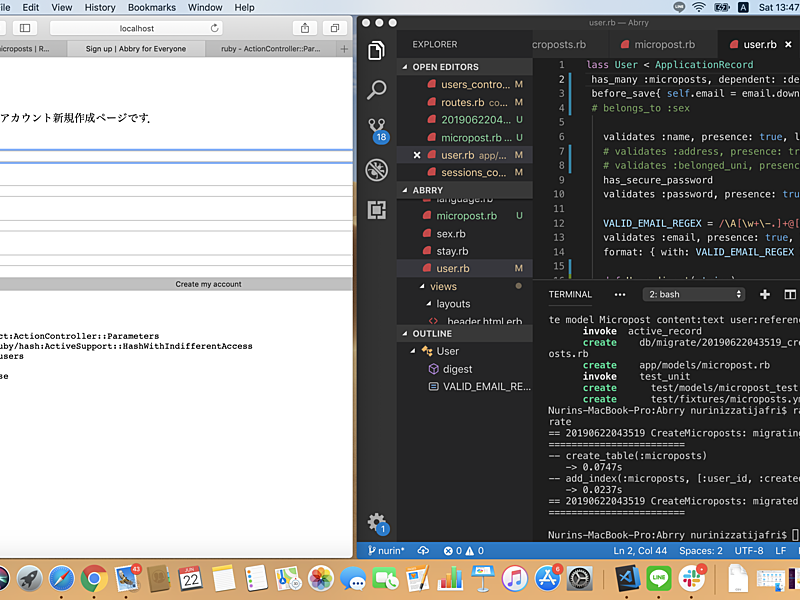 ile Edit View History Bookmarks Window Help
Sat 13:47
localhost
icroposts | R... Sign up | Abbry for Everyone ruby - ActionController::Par...
アカウント新規作成ページです.
Create my account
ct:ActionController::Parameters
uby/hash:ActiveSupport::HashWithIndifferentAccess
users
se
user.rb — Abrry
EXPLORER
OPEN EDITORS
users_contro... M
routes.rb co... M
2019062204... U
micropost.rb ... U
user.rb app/... M
sessions_co... M
ABRRY
language.rb
micropost.rb U
sex.rb
stay.rb
user.rb M
views
layouts
header.html.erb
OUTLINE
User
digest
VALID_EMAIL_RE...
18
1
croposts.rb micropost.rb user.rb
1 lass User < ApplicationRecord
2 has_many :microposts, dependent: :de
3 before_save{ self.email = email.down
4 # belongs_to :sex
5
6 validates :name, presence: true, l
7 # validates :address, presence: tr
8 # validates :belonged_uni, presenc
9 has_secure_password
10 validates :password, presence: tru
11
12 VALID_EMAIL_REGEX = /\A[\w+\-.]+@[
13 validates :email, presence: true,
14 format: { with: VALID_EMAIL_REGEX
15
TERMINAL ... 2: bash
te model Micropost content:text user:referenc
invoke active_record
create db/migrate/20190622043519_cre
osts.rb
create app/models/micropost.rb
invoke test_unit
create test/models/micropost_test
create test/fixtures/microposts.ym
Nurins-MacBook-Pro:Abrry nurinizzatijafri$ ra
rate
== 20190622043519 CreateMicroposts: migrating
========================
-- create_table(:microposts)
-> 0.0747s
-- add_index(:microposts, [:user_id, :created
-> 0.0237s
== 20190622043519 CreateMicroposts: migrated
========================
Nurins-MacBook-Pro:Abrry nurinizzatijafri$
nurin* 0 0 Ln 2, Col 44 Spaces: 2 UTF-8 LF
43
JUN
22
6
LINE